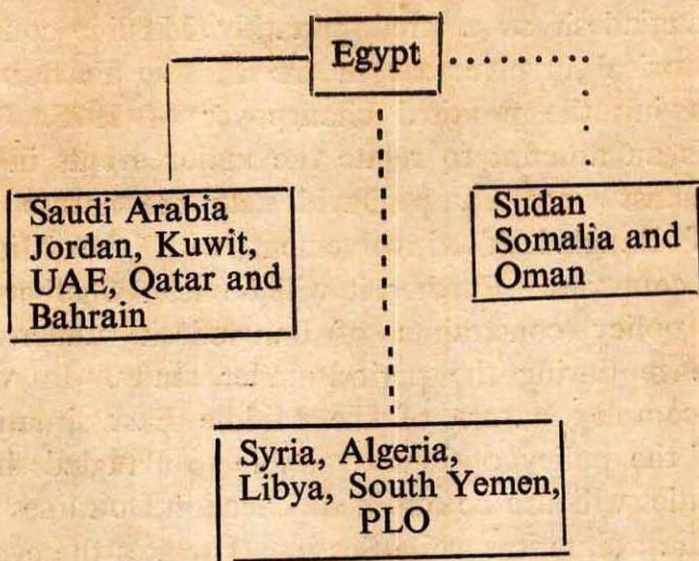 Egypt
Saudi Arabia
Jordan, Kuwit,
UAE, Qatar and
Bahrain
Sudan
Somalia and
Oman
Syria, Algeria,
Libya, South Yemen,
PLO